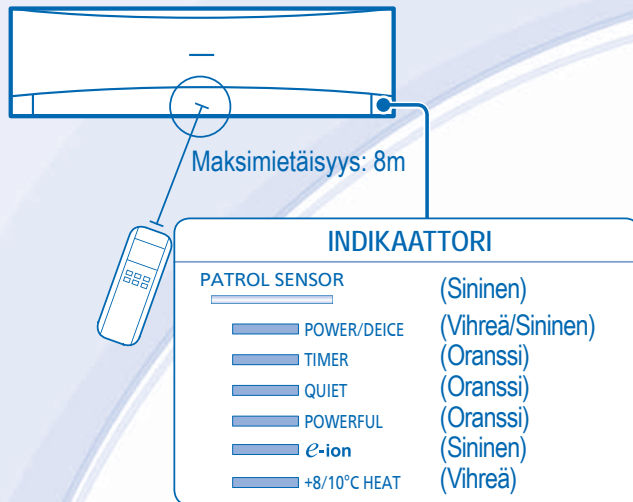 Maksimietäisyys: 8m
INDIKAATTORI
PATROL SENSOR (Sininen)
POWER/DEICE (Vihreä/Sininen)
TIMER (Oranssi)
QUIET (Oranssi)
POWERFUL (Oranssi)
e-ion (Sininen)
+8/10°C HEAT (Vihreä)